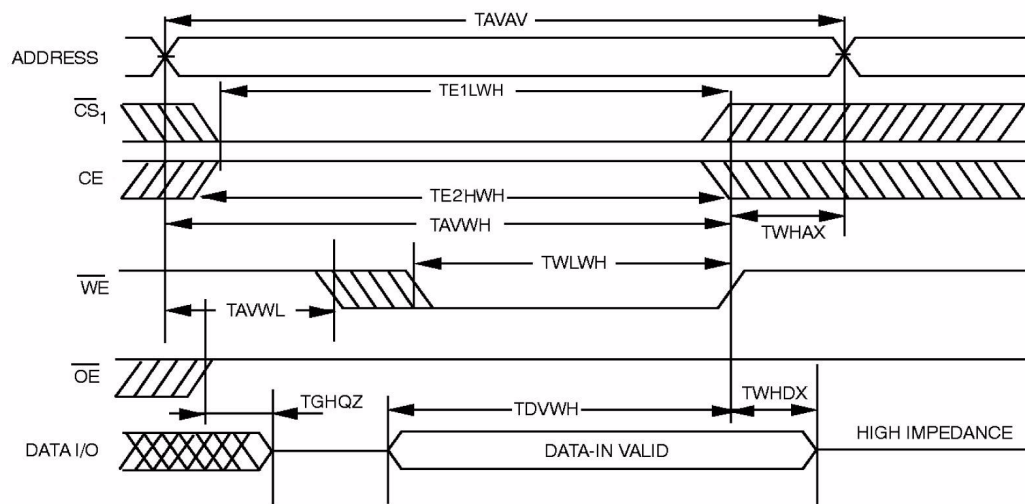 TAVAV
ADDRESS
TE1LWH
CS1
CE
TE2HWH
TAVWH
TWHAX
TWLWH
WE
TAVWL
OE
TGHQZ
TDVWH
TWHDX
DATA I/O
DATA-IN VALID
HIGH IMPEDANCE